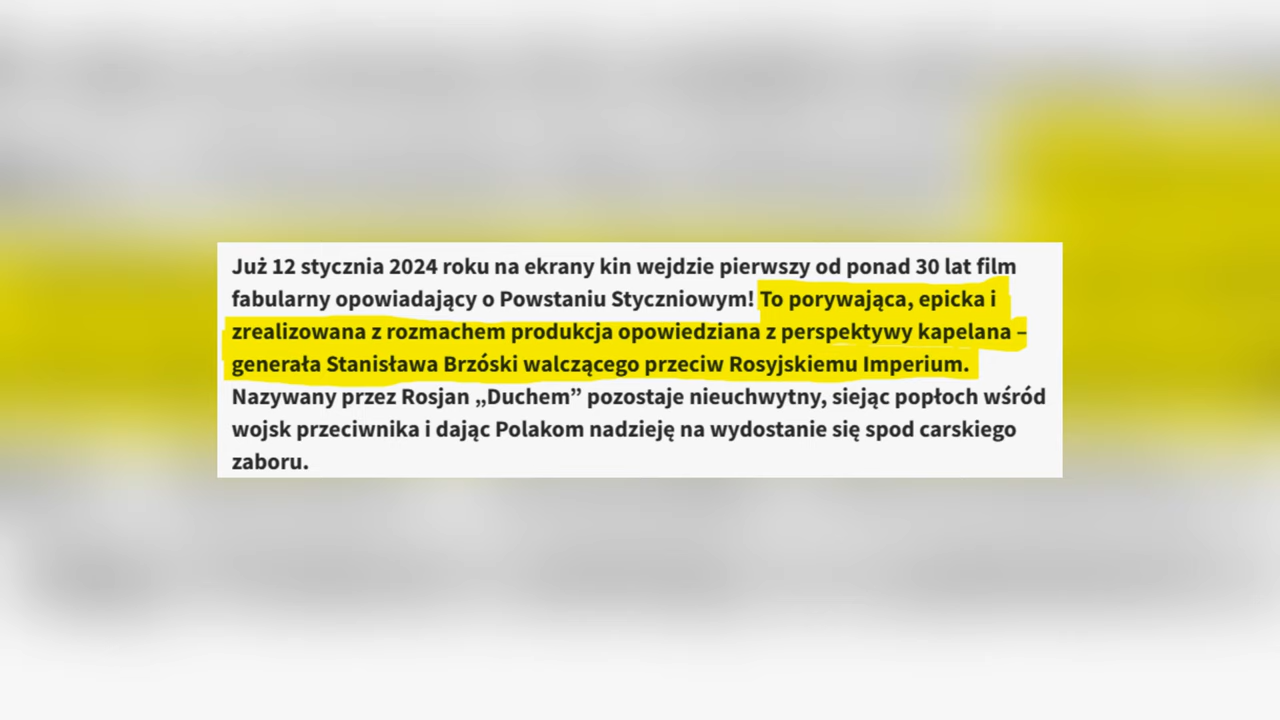 Już 12 stycznia 2024 roku na ekrany kin wejdzie pierwszy od ponad 30 lat film
fabularny opowiadający o Powstaniu Styczniowym! To porywająca, epicka i
zrealizowana z rozmachem produkcja opowiedziana z perspektywy kapelana –
generała Stanisława Brzóski walczącego przeciw Rosyjskiemu Imperium.
Nazywany przez Rosjan „Duchem” pozostaje nieuchwytny, siejąc popłoch wśród
wojsk przeciwnika i dając Polakom nadzieję na wydostanie się spod carskiego
zaboru.